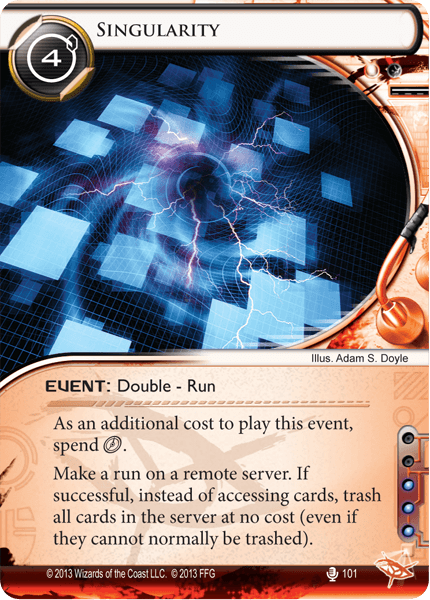 4
SINGULARITY
Illus. Adam S. Doyle
EVENT: Double - Run
As an additional cost to play this event,
spend .
Make a run on a remote server. If
successful, instead of accessing cards, trash
all cards in the server at no cost (even if
they cannot normally be trashed).
© 2013 Wizards of the Coast LLC. © 2013 FFG
101